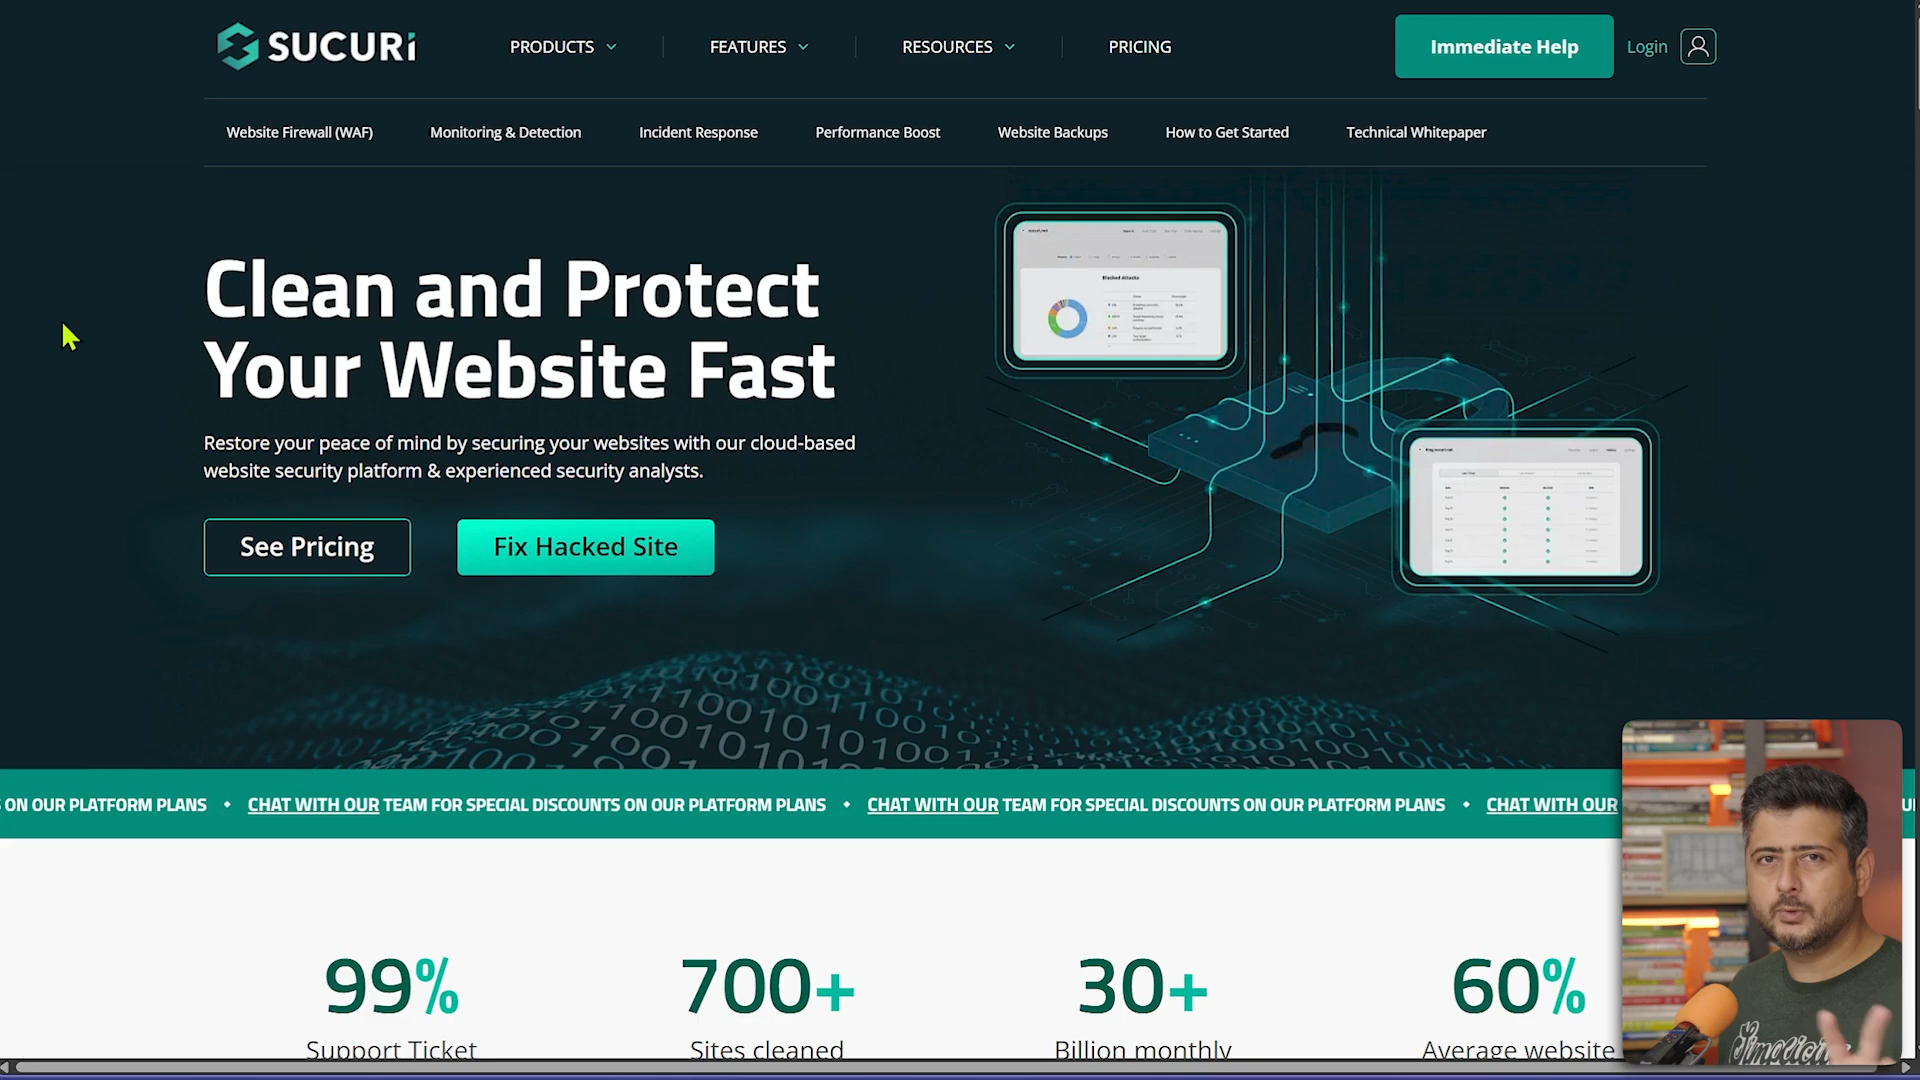 SUCURi
PRODUCTS
FEATURES
RESOURCES
PRICING
Immediate Help
Login
Website Firewall (WAF)
Monitoring & Detection
Incident Response
Performance Boost
Website Backups
How to Get Started
Technical Whitepaper
Clean and Protect
Your Website Fast
Restore your peace of mind by securing your websites with our cloud-based
website security platform & experienced security analysts.
See Pricing
Fix Hacked Site
Blocked Attacks
ON OUR PLATFORM PLANS • CHAT WITH OUR TEAM FOR SPECIAL DISCOUNTS ON OUR PLATFORM PLANS • CHAT WITH OUR TEAM FOR SPECIAL DISCOUNTS ON OUR PLATFORM PLANS • CHAT WITH OUR
99%
Support Ticket
700+
Sites cleaned
30+
Billion monthly
60%
Average website